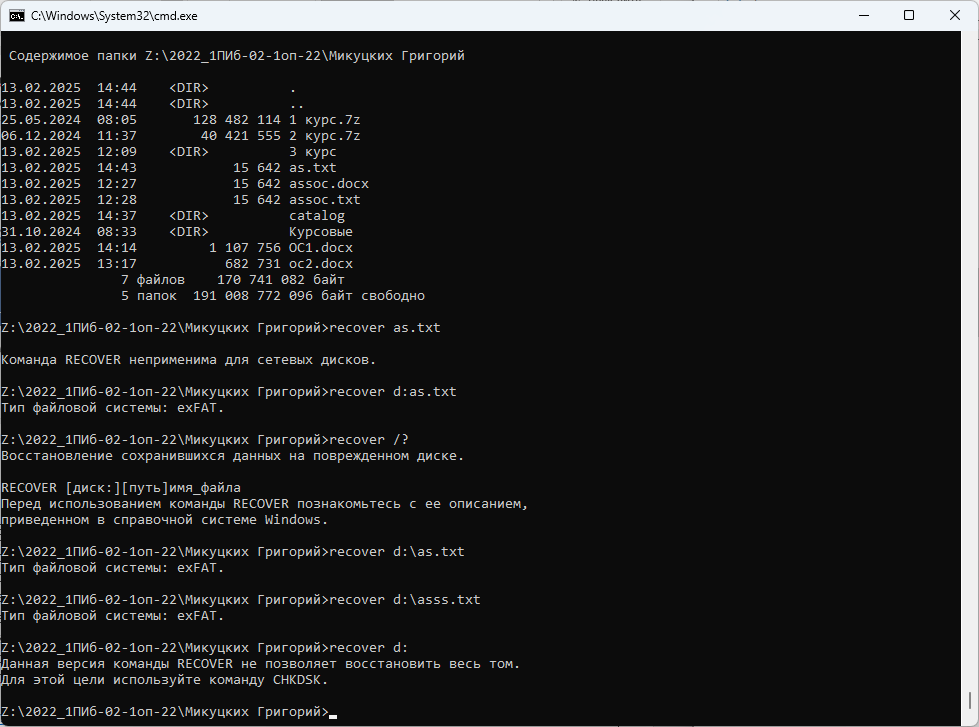 C:\Windows\System32\cmd.exe
Содержимое папки Z:\2022_1ПИб-02-1оп-22\Микуцких Григорий
13.02.2025  14:44    <DIR>          .
13.02.2025  14:44    <DIR>          ..
25.05.2024  08:05       128 482 114 1 курс.7z
06.12.2024  11:37        40 421 555 2 курс.7z
13.02.2025  12:09    <DIR>          3 курс
13.02.2025  14:43            15 642 as.txt
13.02.2025  12:27            15 642 assoc.docx
13.02.2025  12:28            15 642 assoc.txt
13.02.2025  14:37    <DIR>          catalog
31.10.2024  08:33    <DIR>          Курсовые
13.02.2025  14:14         1 107 756 ОС1.docx
13.02.2025  13:17           682 731 ос2.docx
               7 файлов    170 741 082 байт
               5 папок  191 008 772 096 байт свободно
Z:\2022_1ПИб-02-1оп-22\Микуцких Григорий>recover as.txt
Команда RECOVER неприменима для сетевых дисков.
Z:\2022_1ПИб-02-1оп-22\Микуцких Григорий>recover d:as.txt
Тип файловой системы: exFAT.
Z:\2022_1ПИб-02-1оп-22\Микуцких Григорий>recover /?
Восстановление сохранившихся данных на поврежденном диске.
RECOVER [диск:][путь]имя_файла
Перед использованием команды RECOVER познакомьтесь с ее описанием,
приведенном в справочной системе Windows.
Z:\2022_1ПИб-02-1оп-22\Микуцких Григорий>recover d:\as.txt
Тип файловой системы: exFAT.
Z:\2022_1ПИб-02-1оп-22\Микуцких Григорий>recover d:\asss.txt
Тип файловой системы: exFAT.
Z:\2022_1ПИб-02-1оп-22\Микуцких Григорий>recover d:
Данная версия команды RECOVER не позволяет восстановить весь том.
Для этой цели используйте команду CHKDSK.
Z:\2022_1ПИб-02-1оп-22\Микуцких Григорий>